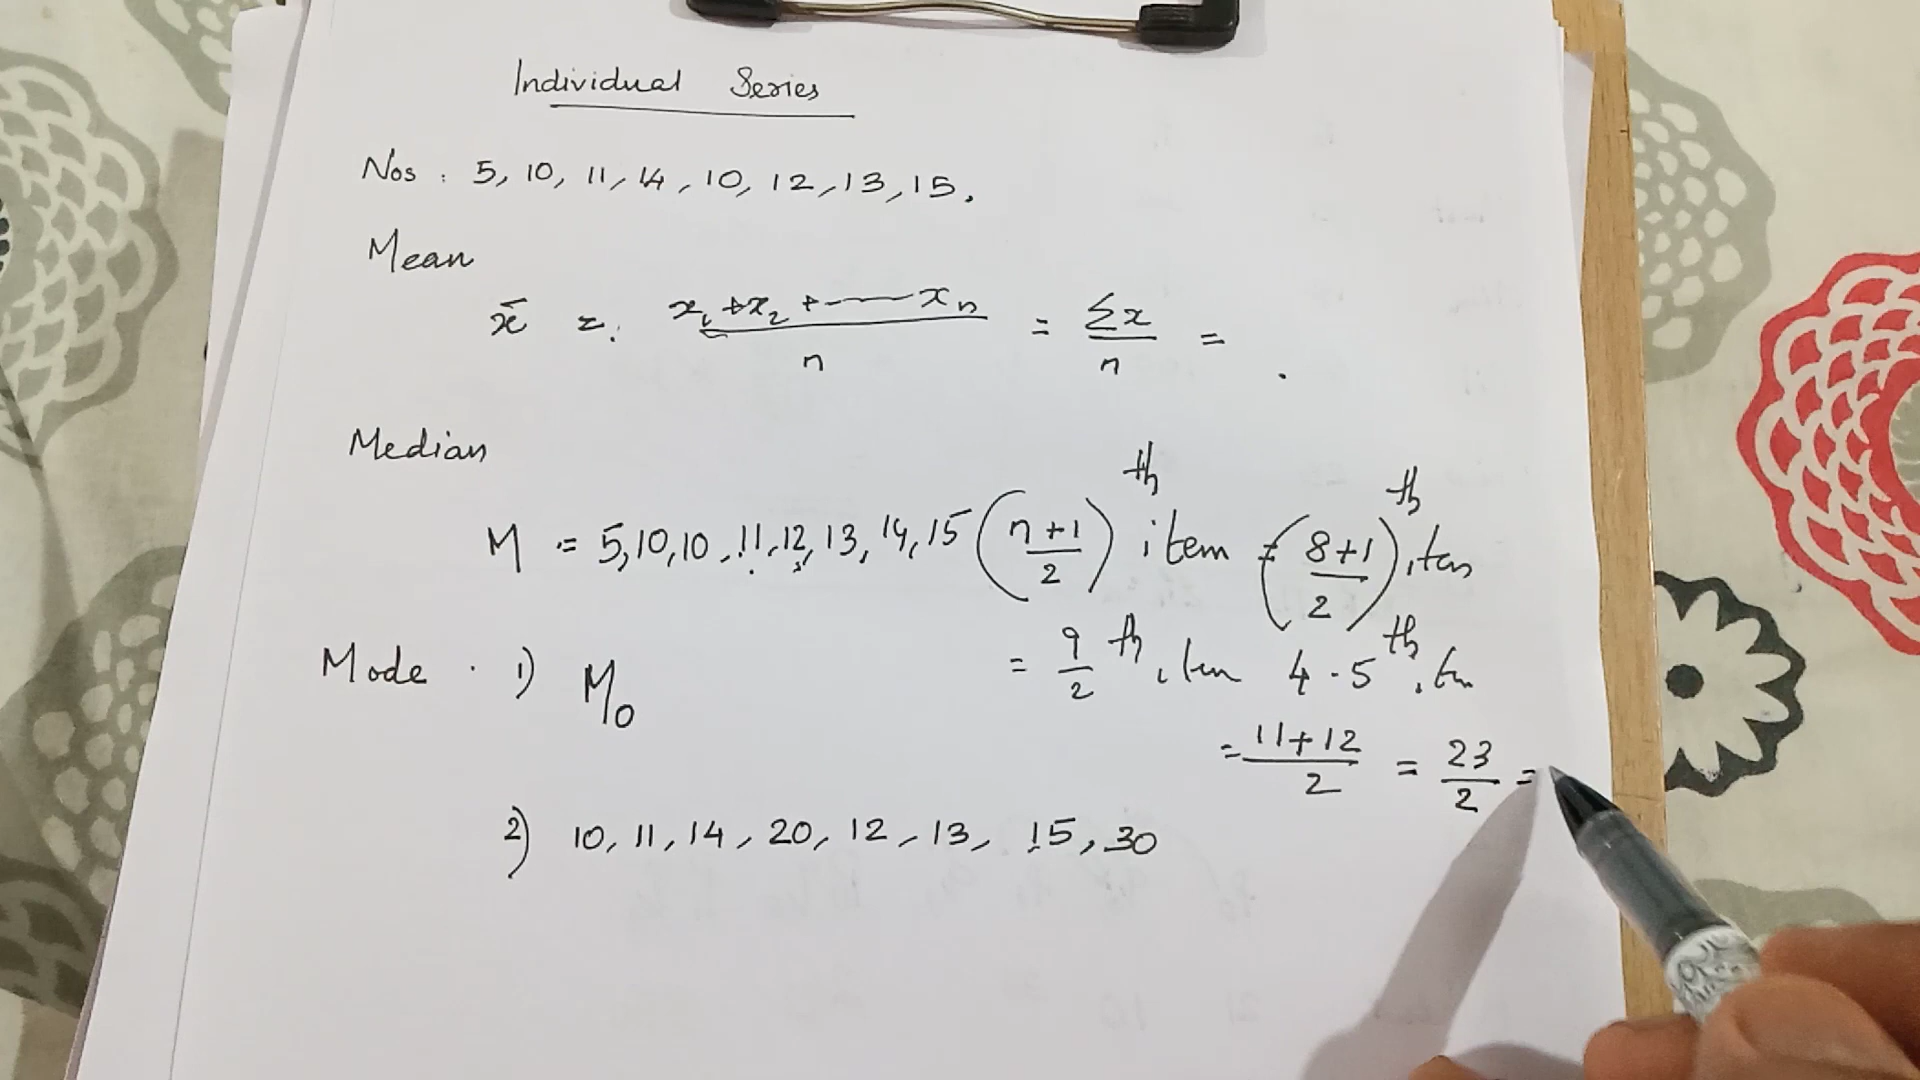 Individual Series
Nos : 5, 10, 11, 14, 10, 12, 13, 15.
Mean
x̄ = x₁ + x₂ + ------ xₙ / n = Σx / n =
Median
M = 5, 10, 10, 11, 12, 13, 14, 15 (n+1 / 2)th item = (8+1 / 2)th item
= 9/2 th item 4.5th item
= 11+12 / 2 = 23 / 2 =
Mode . 1) M₀
2) 10, 11, 14, 20, 12, 13, 15, 30